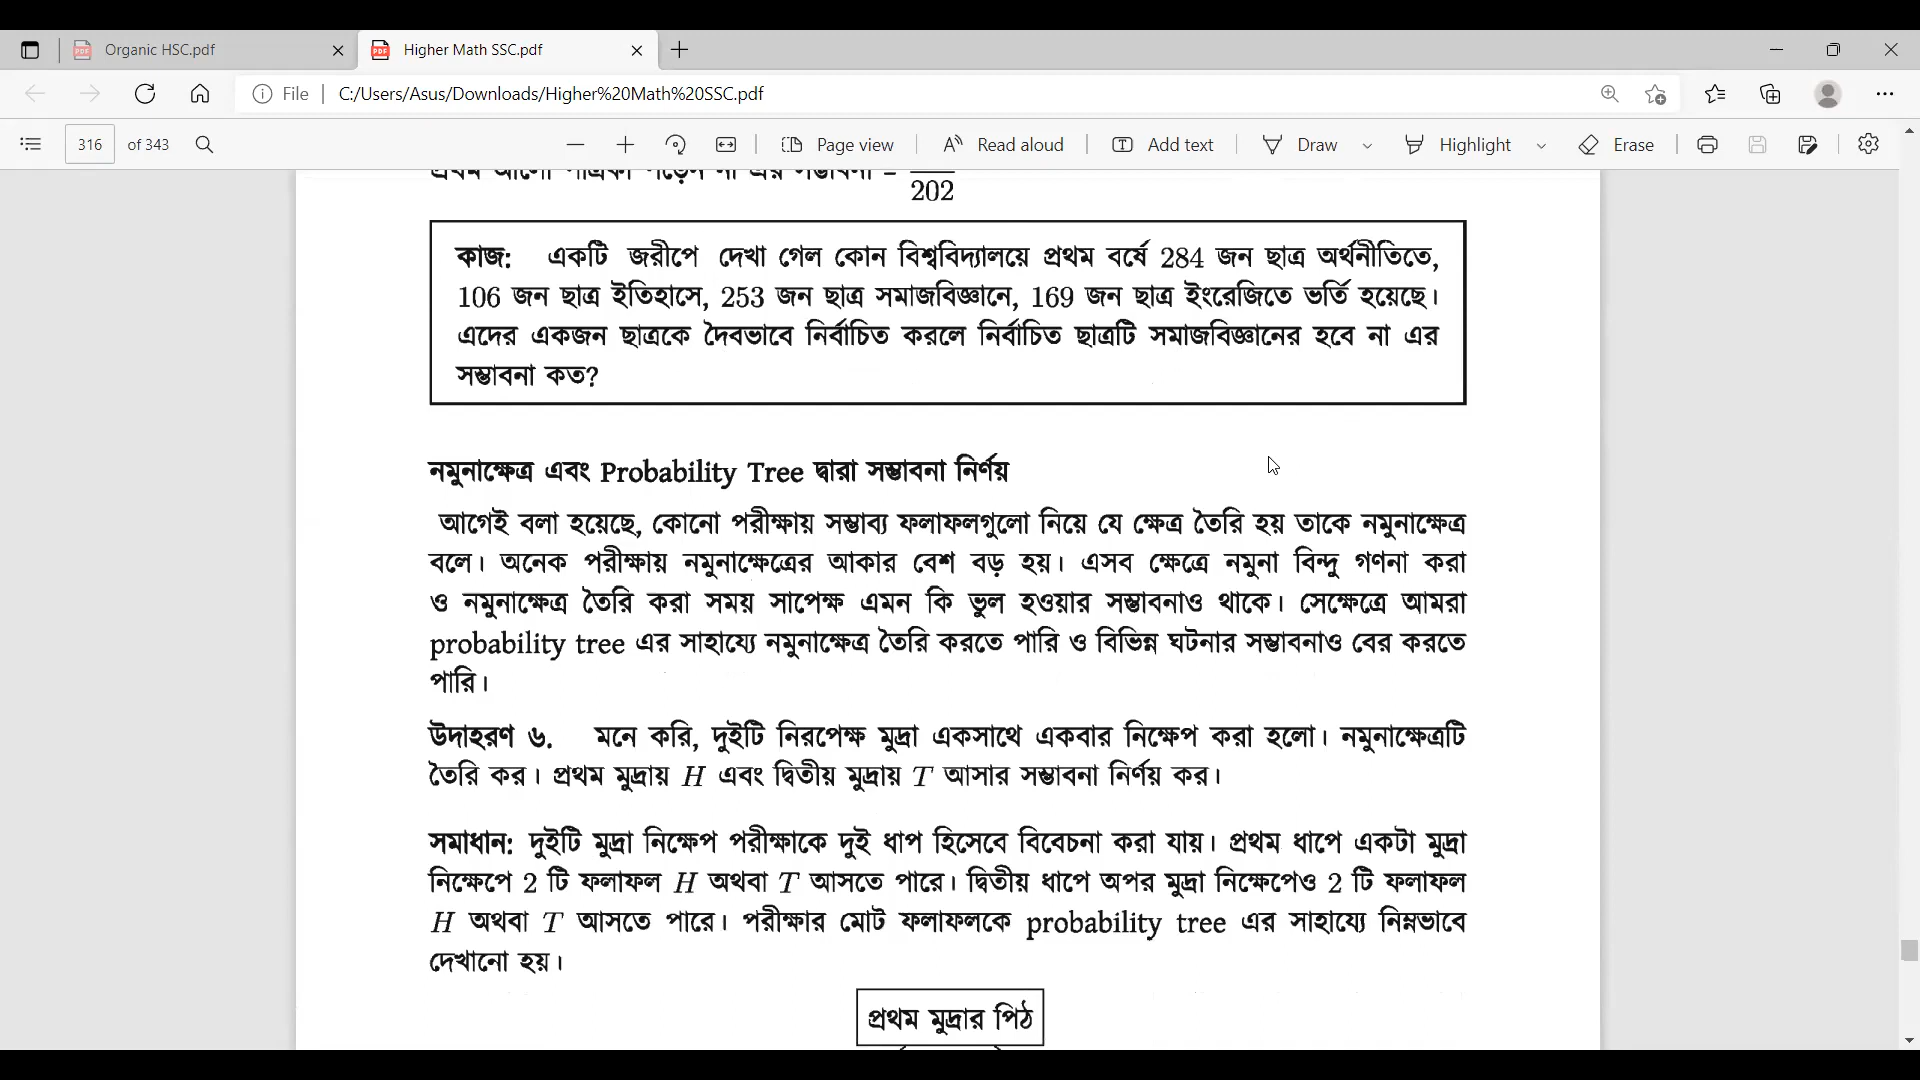 Organic HSC.pdf
Higher Math SSC.pdf
File
C:/Users/Asus/Downloads/Higher%20Math%20SSC.pdf
316 of 343
Page view
Read aloud
Add text
Draw
Highlight
Erase
202
কাজ: একটি জরীপে দেখা গেল কোন বিশ্ববিদ্যালয়ে প্রথম বর্ষে 284 জন ছাত্র অর্থনীতিতে,
106 জন ছাত্র ইতিহাসে, 253 জন ছাত্র সমাজবিজ্ঞানে, 169 জন ছাত্র ইংরেজিতে ভর্তি হয়েছে।
এদের একজন ছাত্রকে দৈবভাবে নির্বাচিত করলে নির্বাচিত ছাত্রটি সমাজবিজ্ঞানের হবে না এর
সম্ভাবনা কত?
নমুনাক্ষেত্র এবং Probability Tree দ্বারা সম্ভাবনা নির্ণয়
আগেই বলা হয়েছে, কোনো পরীক্ষায় সম্ভাব্য ফলাফলগুলো নিয়ে যে ক্ষেত্র তৈরি হয় তাকে নমুনাক্ষেত্র
বলে। অনেক পরীক্ষায় নমুনাক্ষেত্রের আকার বেশ বড় হয়। এসব ক্ষেত্রে নমুনা বিন্দু গণনা করা
ও নমুনাক্ষেত্র তৈরি করা সময় সাপেক্ষ এমন কি ভুল হওয়ার সম্ভাবনাও থাকে। সেক্ষেত্রে আমরা
probability tree এর সাহায্যে নমুনাক্ষেত্র তৈরি করতে পারি ও বিভিন্ন ঘটনার সম্ভাবনাও বের করতে
পারি।
উদাহরণ ৬. মনে করি, দুইটি নিরপেক্ষ মুদ্রা একসাথে একবার নিক্ষেপ করা হলো। নমুনাক্ষেত্রটি
তৈরি কর। প্রথম মুদ্রায় H এবং দ্বিতীয় মুদ্রায় T আসার সম্ভাবনা নির্ণয় কর।
সমাধান: দুইটি মুদ্রা নিক্ষেপ পরীক্ষাকে দুই ধাপ হিসেবে বিবেচনা করা যায়। প্রথম ধাপে একটা মুদ্রা
নিক্ষেপে 2 টি ফলাফল H অথবা T আসতে পারে। দ্বিতীয় ধাপে অপর মুদ্রা নিক্ষেপেও 2 টি ফলাফল
H অথবা T আসতে পারে। পরীক্ষার মোট ফলাফলকে probability tree এর সাহায্যে নিম্নভাবে
দেখানো হয়।
প্রথম মুদ্রার পিঠ